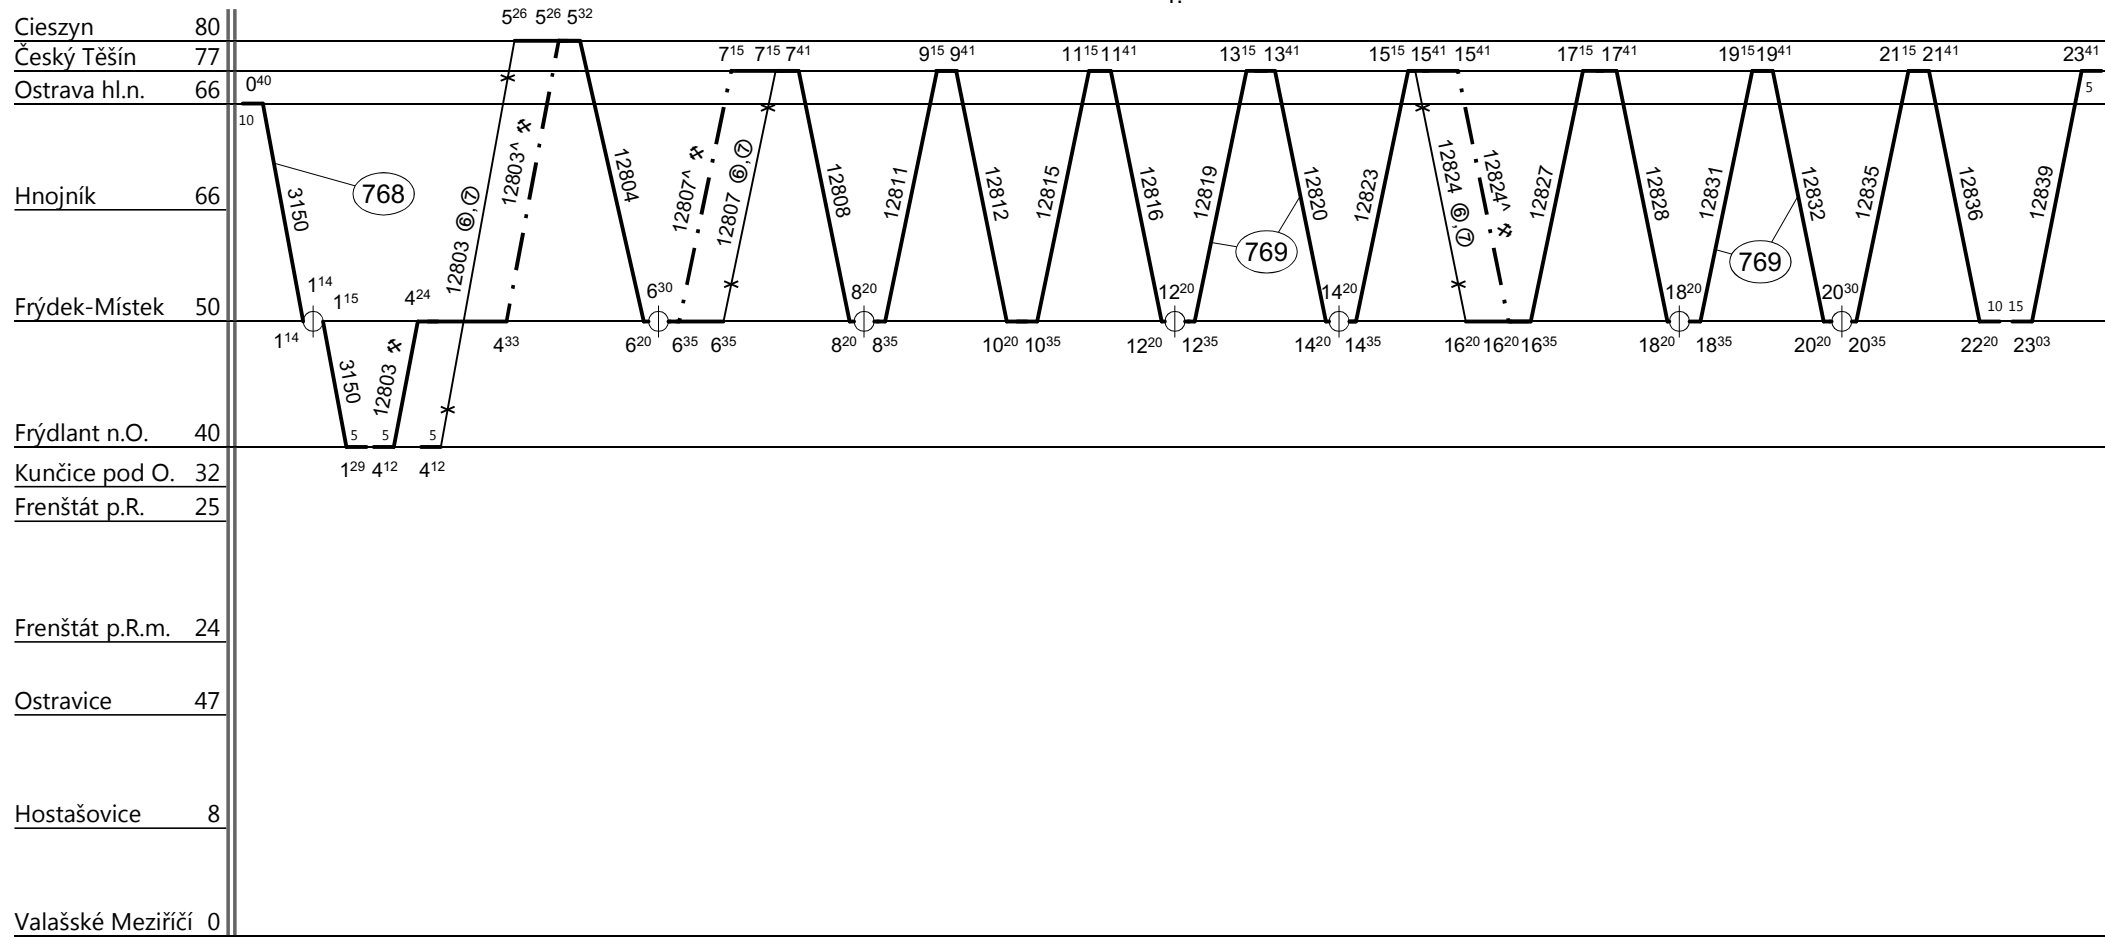 5²⁶ 5²⁶ 5³²
Cieszyn 80
Český Těšín 77
7¹⁵ 7¹⁵ 7⁴¹ 9¹⁵ 9⁴¹ 11¹⁵ 11⁴¹ 13¹⁵ 13⁴¹ 15¹⁵ 15⁴¹ 15⁴¹ 17¹⁵ 17⁴¹ 19¹⁵ 19⁴¹ 21¹⁵ 21⁴¹ 23⁴¹
Ostrava hl.n. 66
0⁴⁰ 5
10
Hnojník 66
3150 768 12803 ⑥,⑦ 12803^ ⚒ 12804 12807^ ⚒ 12807 ⑥,⑦ 12808 12811 12812 12815 12816 12819 769 12820 12823 12824 ⑥,⑦ 12824^ ⚒ 12827 12828 12831 769 12832 12835 12836 12839
Frýdek-Místek 50
1¹⁴ 1¹⁵ 4²⁴ 6³⁰ 8²⁰ 12²⁰ 14²⁰ 18²⁰ 20³⁰ 10 15
1¹⁴ 4³³ 6²⁰ 6³⁵ 6³⁵ 8²⁰ 8³⁵ 10²⁰ 10³⁵ 12²⁰ 12³⁵ 14²⁰ 14³⁵ 16²⁰ 16²⁰ 16³⁵ 18²⁰ 18³⁵ 20²⁰ 20³⁵ 22²⁰ 23⁰³
3150 12803 ⚒
Frýdlant n.O. 40
5 5 5
1²⁹ 4¹² 4¹²
Kunčice pod O. 32
Frenštát p.R. 25
Frenštát p.R.m. 24
Ostravice 47
Hostašovice 8
Valašské Meziříčí 0